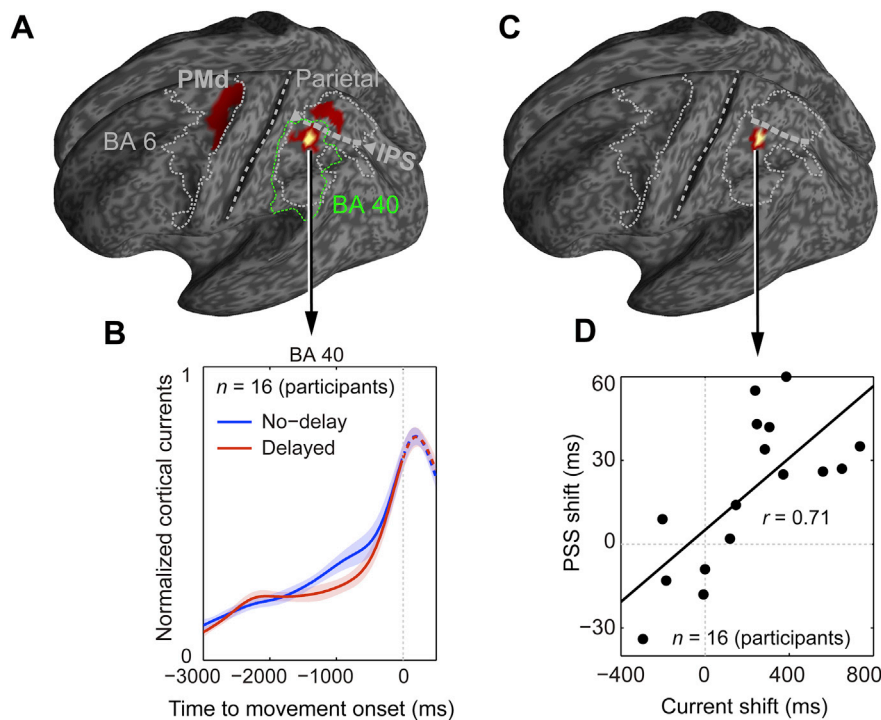 A
PMd
Parietal
BA 6
IPS
BA 40
C
B
BA 40
1
n = 16 (participants)
No−delay
Delayed
Normalized cortical currents
0
−3000 −2000 −1000 0
Time to movement onset (ms)
D
60
30
0
−30
PSS shift (ms)
r = 0.71
n = 16 (participants)
−400 0 400 800
Current shift (ms)